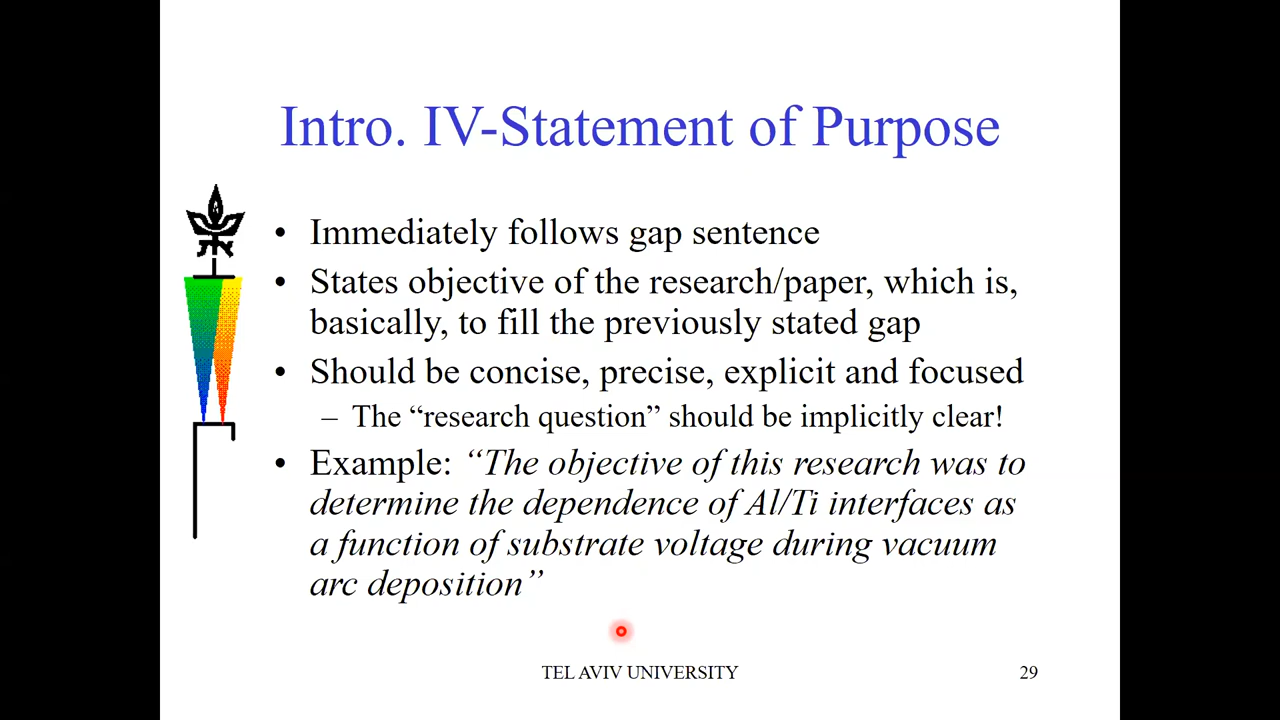 Intro. IV-Statement of Purpose
• Immediately follows gap sentence
• States objective of the research/paper, which is,
basically, to fill the previously stated gap
• Should be concise, precise, explicit and focused
– The “research question” should be implicitly clear!
• Example: “The objective of this research was to
determine the dependence of Al/Ti interfaces as
a function of substrate voltage during vacuum
arc deposition”
TEL AVIV UNIVERSITY
29